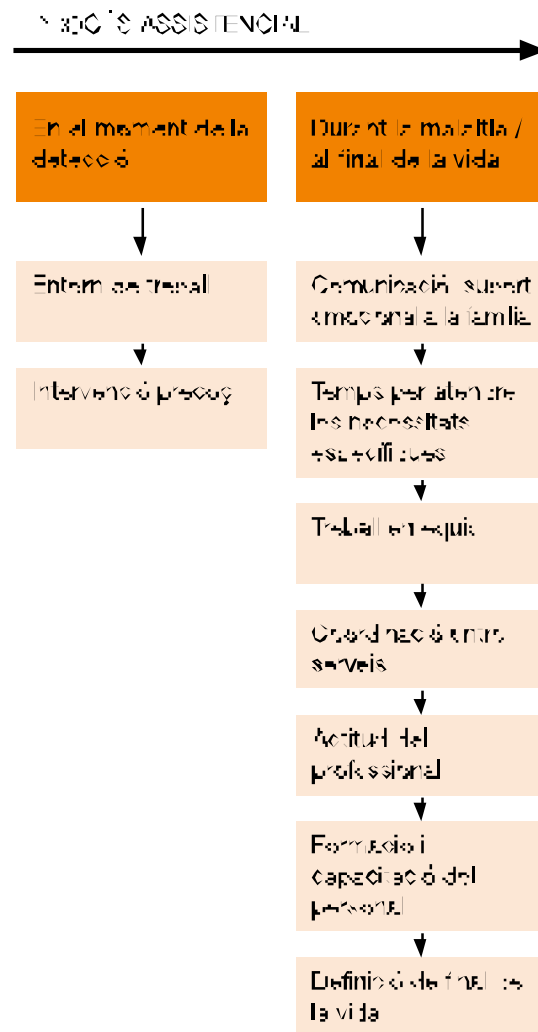 PROCÉS ASSISTENCIAL
En el moment de la
detecció
Entorn de treball
Intervenció precoç
Durant la malaltia /
al final de la vida
Comunicació i suport
emocional a la família
Temps per atendre
les necessitats
específiques
Treball en equip
Coordinació entre
serveis
Actitud del
professional
Formació i
capacitació del
personal
Definició de final de
la vida